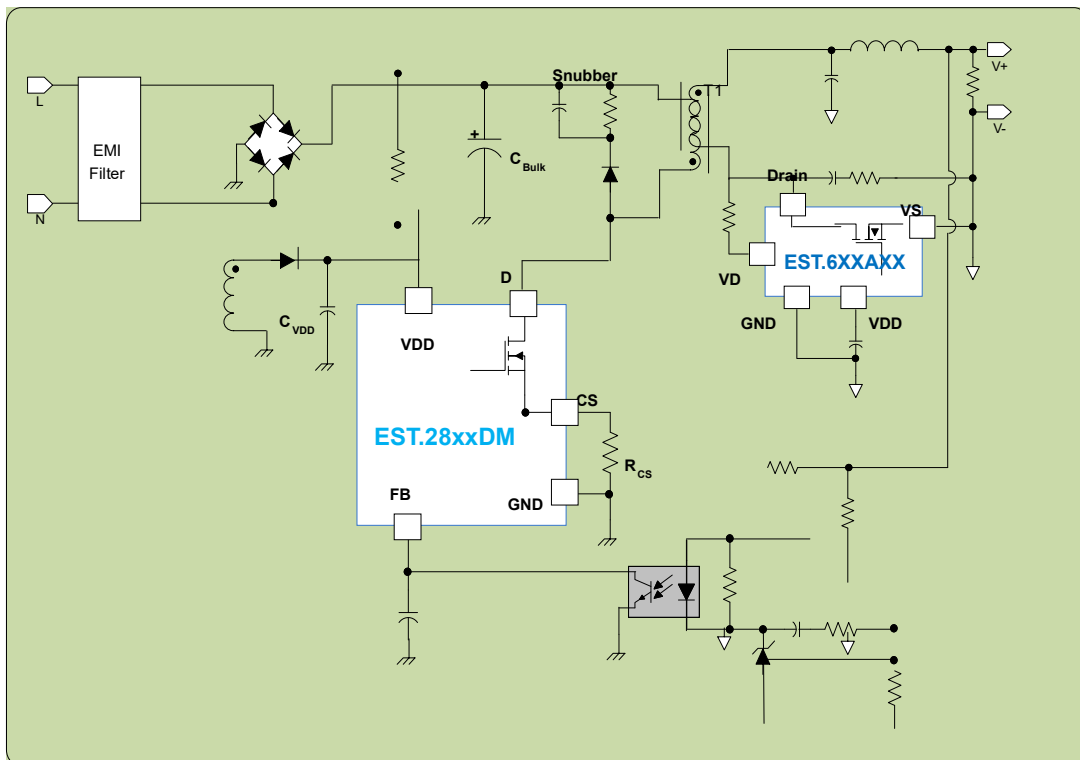 Snubber
T1
V+
L
V-
EMI
Filter
+
C Bulk
Drain
N
VS
EST.6XXAXX
VD
D
C VDD
GND
VDD
VDD
CS
EST.28xxDM
R CS
FB
GND